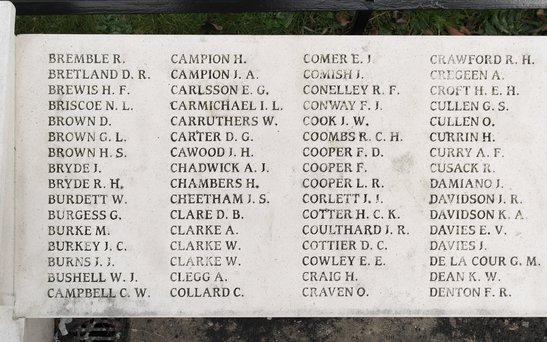 BREMBLE R.
BRETLAND D. R.
BREWIS H. F.
BRISCOE N. L.
BROWN D.
BROWN G. L.
BROWN H. S.
BRYDE J.
BRYDE R. H.
BURDETT W.
BURGESS G.
BURKE M.
BURKEY J. C.
BURNS J. J.
BUSHELL W. J.
CAMPBELL C. W.
CAMPION H.
CAMPION J. A.
CARLSSON E. G.
CARMICHAEL I. L.
CARRUTHERS W.
CARTER D. G.
CAWOOD J. H.
CHADWICK A. J.
CHAMBERS H.
CHEETHAM J. S.
CLARE D. B.
CLARKE A.
CLARKE W.
CLARKE W.
CLEGG A.
COLLARD C.
COMER E. J.
COMISH J.
CONELLEY R. F.
CONWAY F. J.
COOK J. W.
COOMBS R. C. H.
COOPER F. D.
COOPER F.
COOPER L. R.
CORLETT J. J.
COTTER H. C. K.
COULTHARD J. R.
COTTIER D. C.
COWLEY E. E.
CRAIG H.
CRAVEN O.
CRAWFORD R. H.
CREGEEN A.
CROFT H. E. H.
CULLEN G. S.
CULLEN O.
CURRIN H.
CURRY A. F.
CUSACK R.
DAMIANO J.
DAVIDSON J. R.
DAVIDSON K. A.
DAVIES E. V.
DAVIES J.
DE LA COUR G. M.
DEAN K. W.
DENTON F. R.